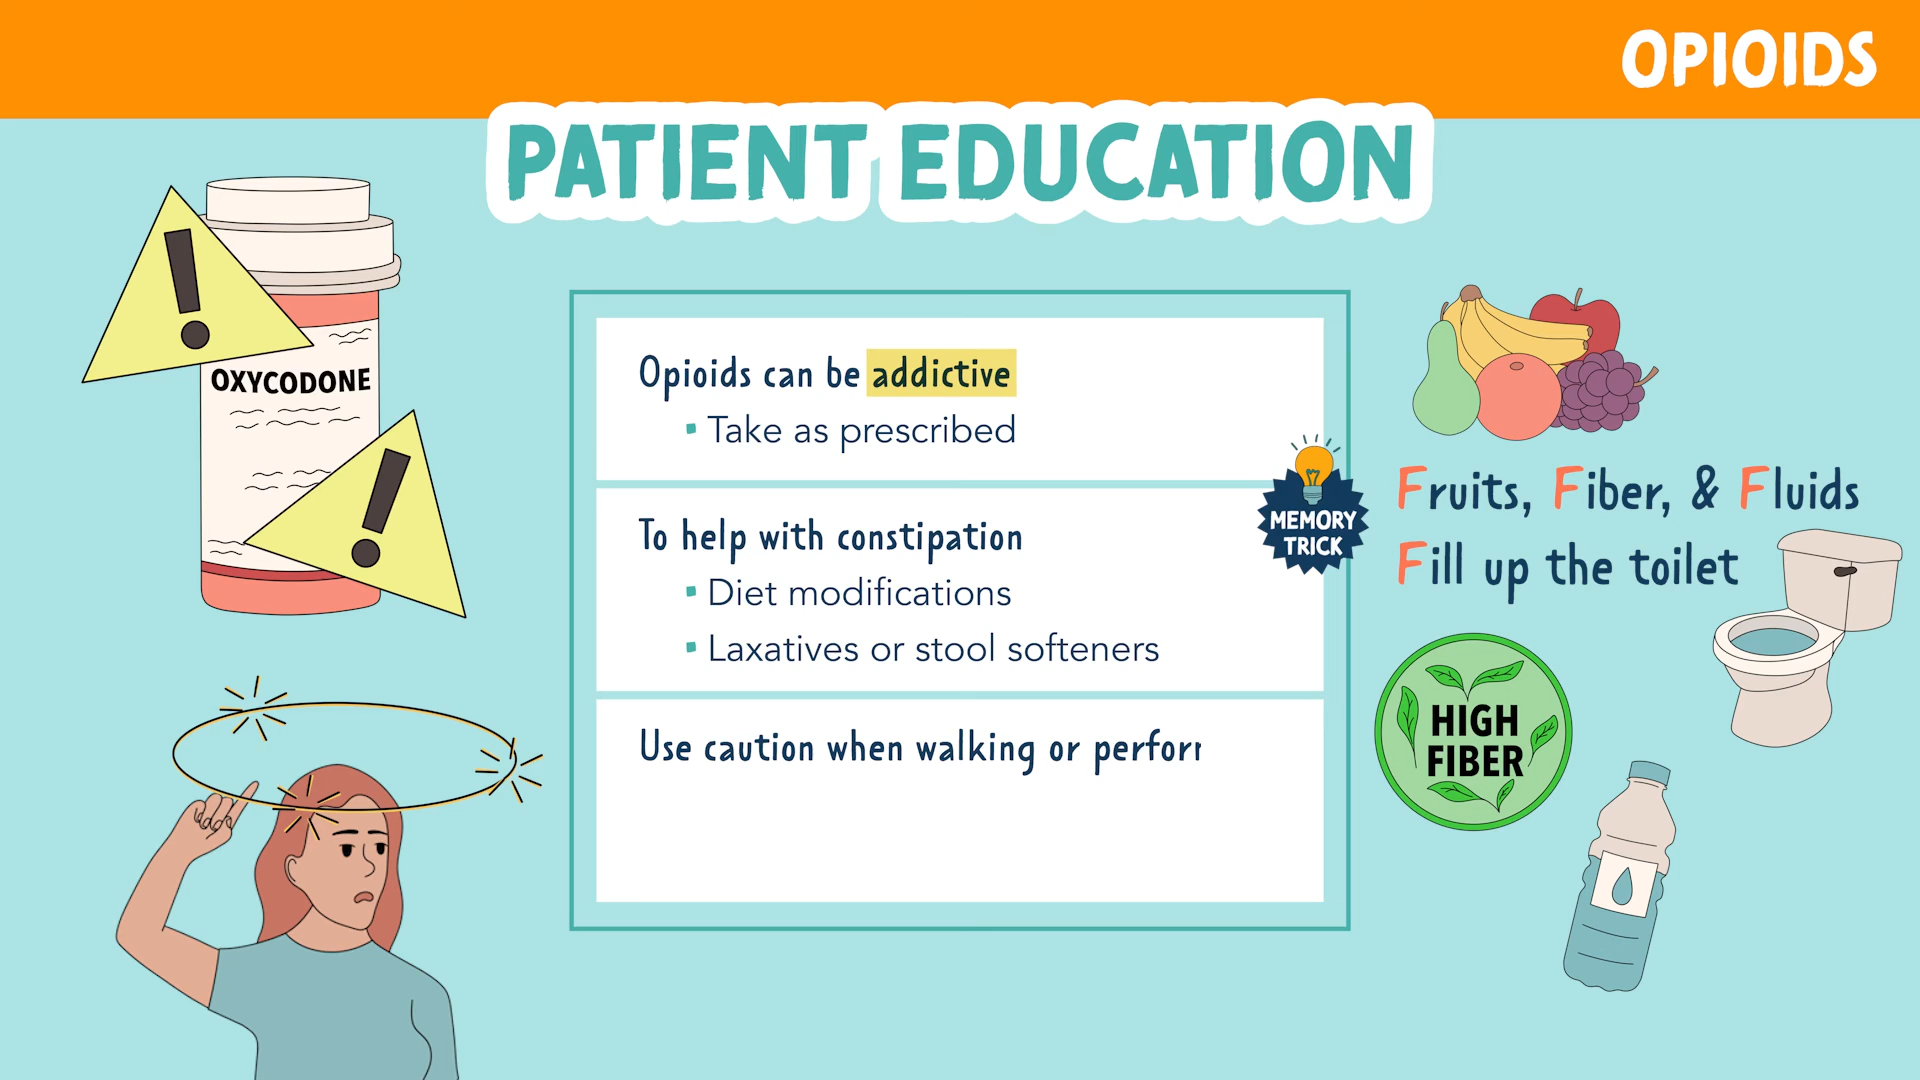 OPIOIDS
PATIENT EDUCATION
OXYCODONE
Opioids can be addictive
Take as prescribed
To help with constipation
Diet modifications
Laxatives or stool softeners
Use caution when walking or
MEMORY
TRICK
Fruits, Fiber, & Fluids
Fill up the toilet
HIGH
FIBER